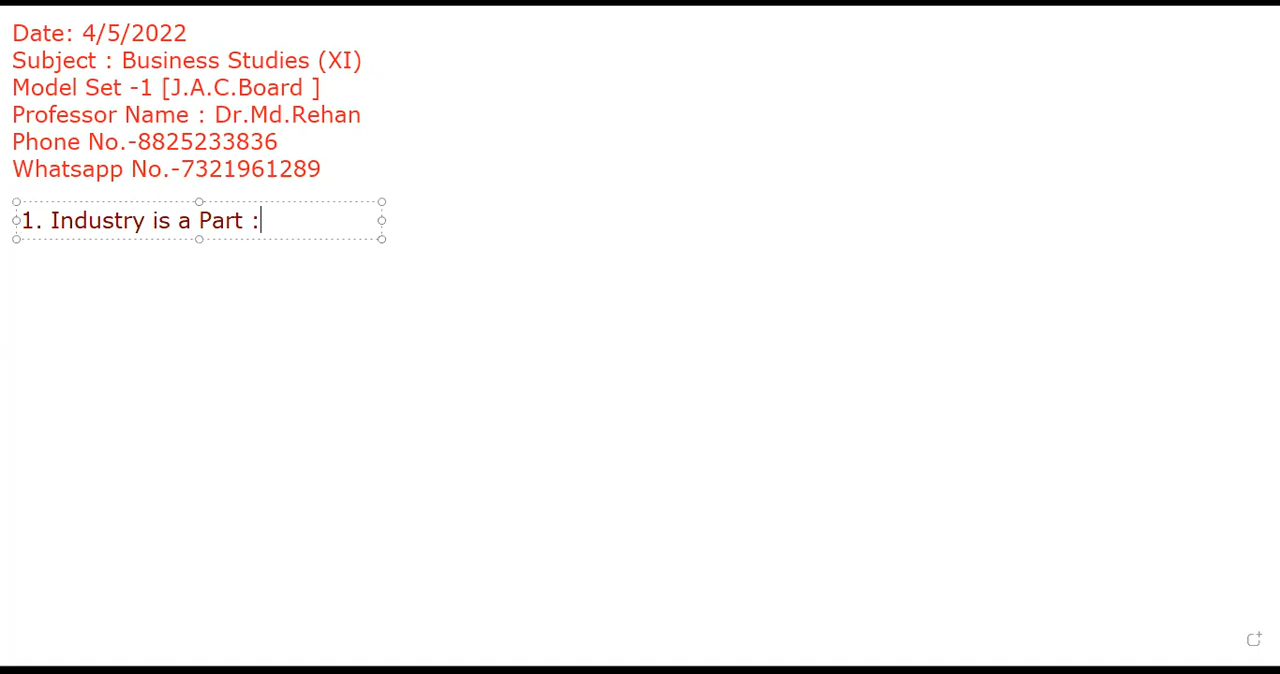 Date: 4/5/2022
Subject : Business Studies (XI)
Model Set -1 [J.A.C.Board ]
Professor Name : Dr.Md.Rehan
Phone No.-8825233836
Whatsapp No.-7321961289
1. Industry is a Part :